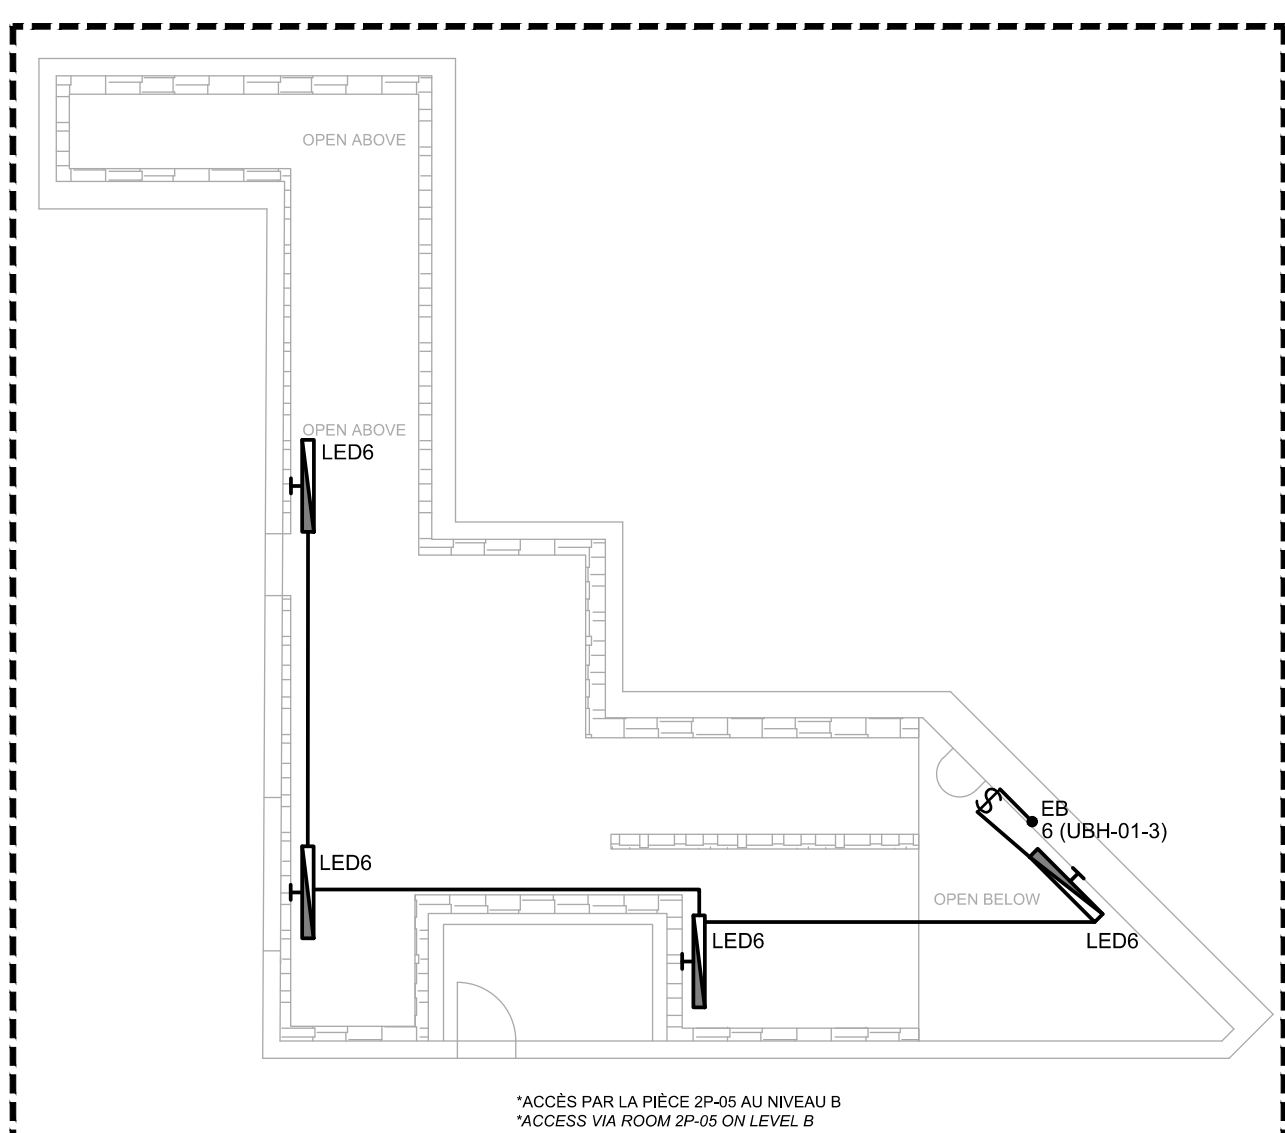 OPEN ABOVE
OPEN ABOVE
LED6
EB
6 (UBH-01-3)
LED6
OPEN BELOW
LED6
LED6
*ACCÈS PAR LA PIÈCE 2P-05 AU NIVEAU B
*ACCESS VIA ROOM 2P-05 ON LEVEL B